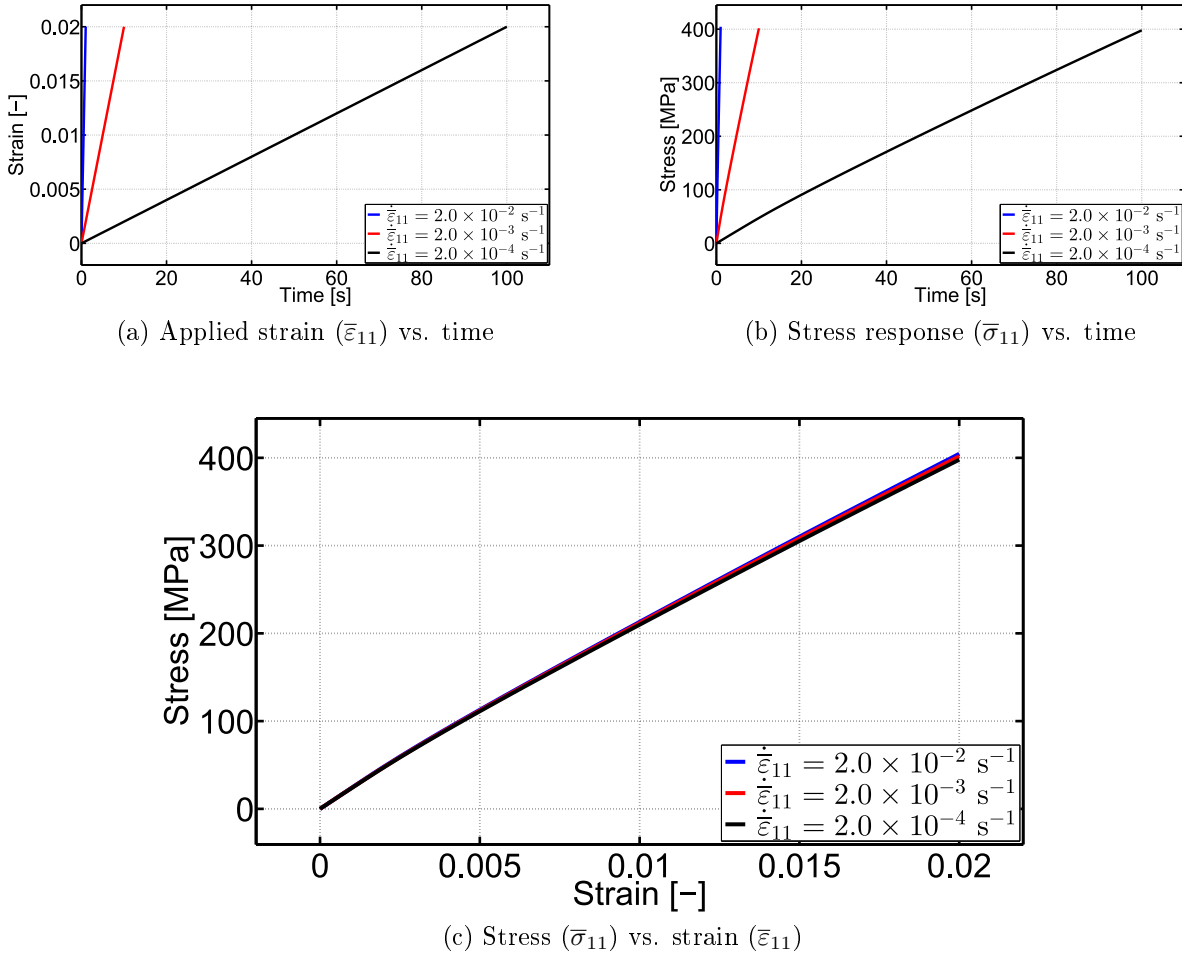 0.02
0.015
0.01
0.005
0
Strain [−]
0 20 40 60 80 100
Time [s]
ε̇̅₁₁ = 2.0 × 10⁻² s⁻¹
ε̇̅₁₁ = 2.0 × 10⁻³ s⁻¹
ε̇̅₁₁ = 2.0 × 10⁻⁴ s⁻¹
(a) Applied strain (ε̅₁₁) vs. time
400
300
200
100
0
Stress [MPa]
0 20 40 60 80 100
Time [s]
ε̇̅₁₁ = 2.0 × 10⁻² s⁻¹
ε̇̅₁₁ = 2.0 × 10⁻³ s⁻¹
ε̇̅₁₁ = 2.0 × 10⁻⁴ s⁻¹
(b) Stress response (σ̅₁₁) vs. time
400
300
200
100
0
Stress [MPa]
0 0.005 0.01 0.015 0.02
Strain [−]
ε̇̅₁₁ = 2.0 × 10⁻² s⁻¹
ε̇̅₁₁ = 2.0 × 10⁻³ s⁻¹
ε̇̅₁₁ = 2.0 × 10⁻⁴ s⁻¹
(c) Stress (σ̅₁₁) vs. strain (ε̅₁₁)